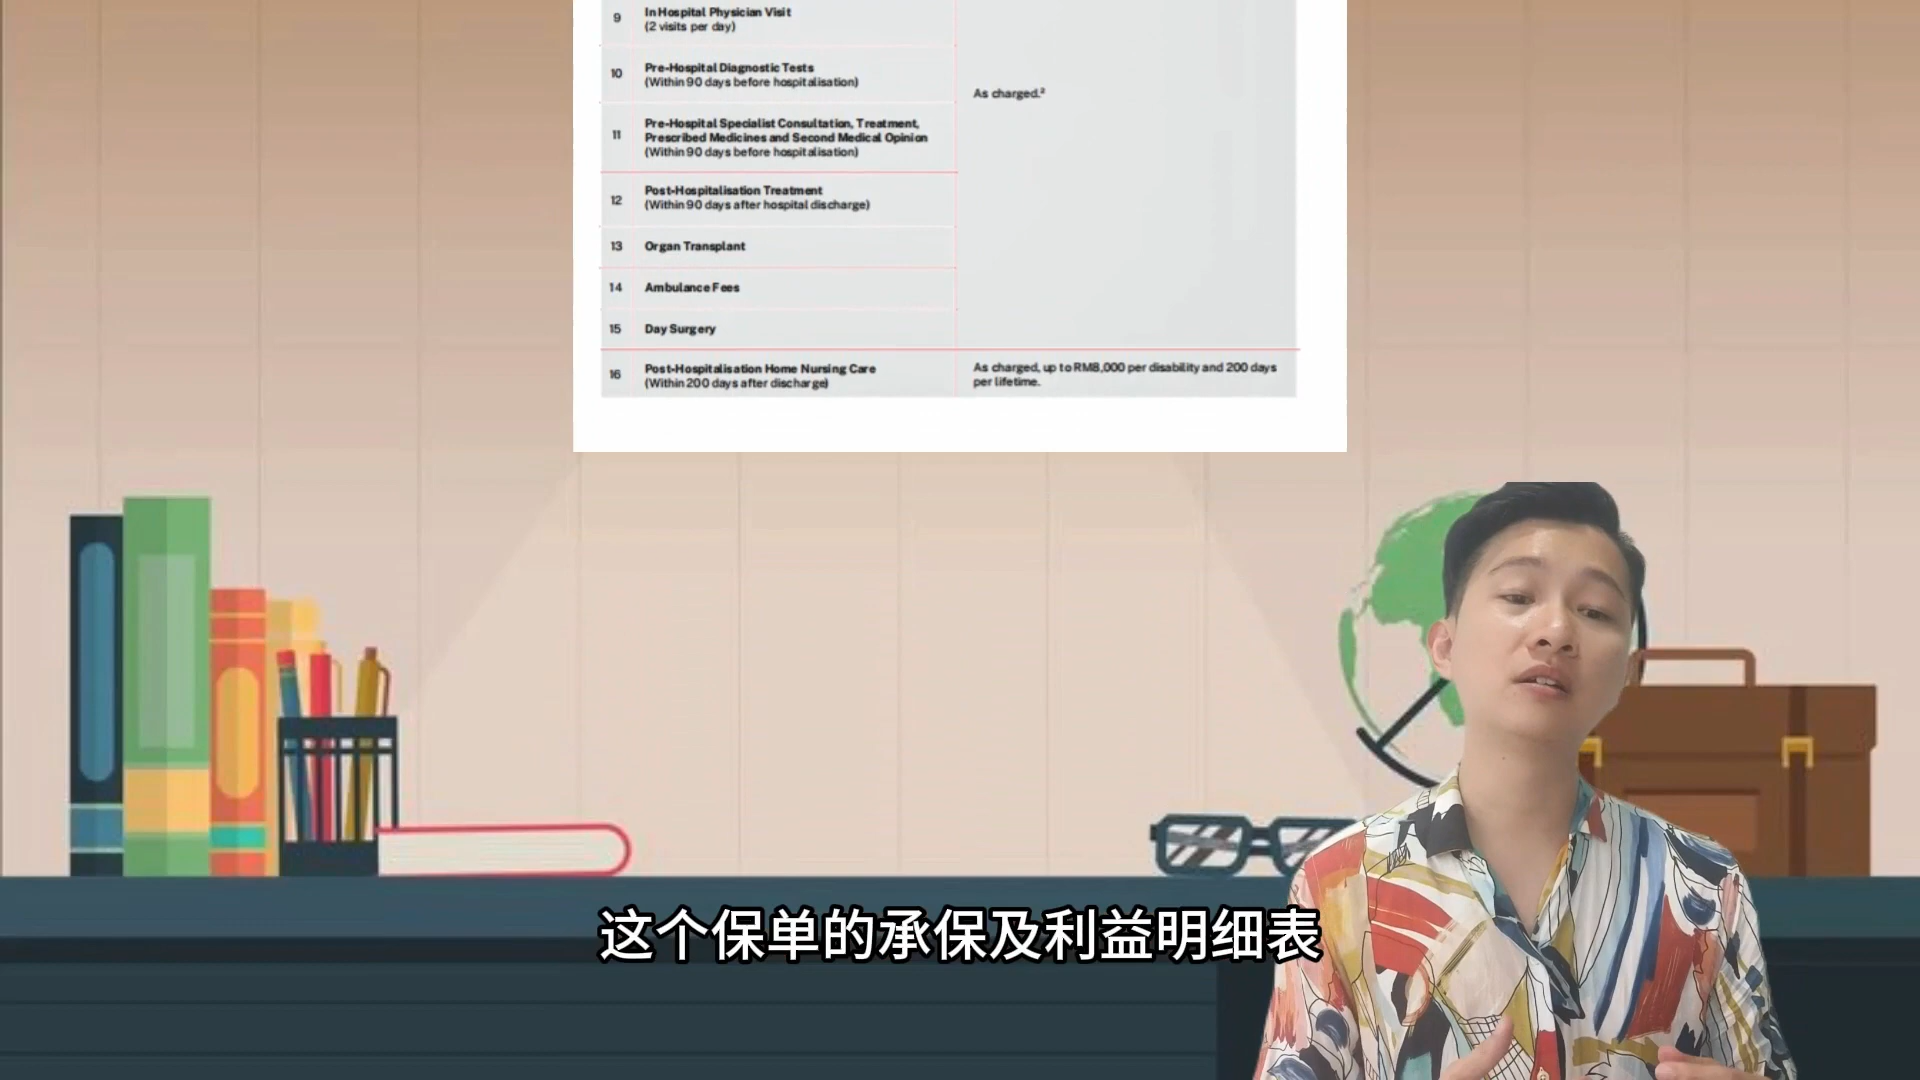 9 In Hospital Physician Visit
(2 visits per day)
10 Pre-Hospital Diagnostic Tests
(Within 90 days before hospitalisation)
As charged.²
11 Pre-Hospital Specialist Consultation, Treatment,
Prescribed Medicines and Second Medical Opinion
(Within 90 days before hospitalisation)
12 Post-Hospitalisation Treatment
(Within 90 days after hospital discharge)
13 Organ Transplant
14 Ambulance Fees
15 Day Surgery
16 Post-Hospitalisation Home Nursing Care
(Within 200 days after discharge)
As charged, up to RM8,000 per disability and 200 days
per lifetime.
这个保单的承保及利益明细表